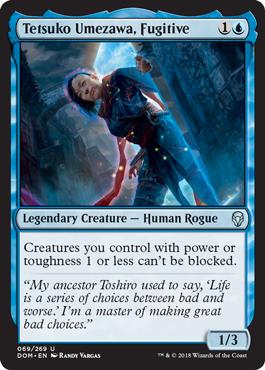 Tetsuko Umezawa, Fugitive 1
Legendary Creature — Human Rogue
Creatures you control with power or
toughness 1 or less can't be blocked.
“My ancestor Toshiro used to say, ‘Life
is a series of choices between bad and
worse.’ I'm a master of making great
bad choices.”
1/3
069/269 U
DOM • EN RANDY VARGAS
™ & © 2018 Wizards of the Coast